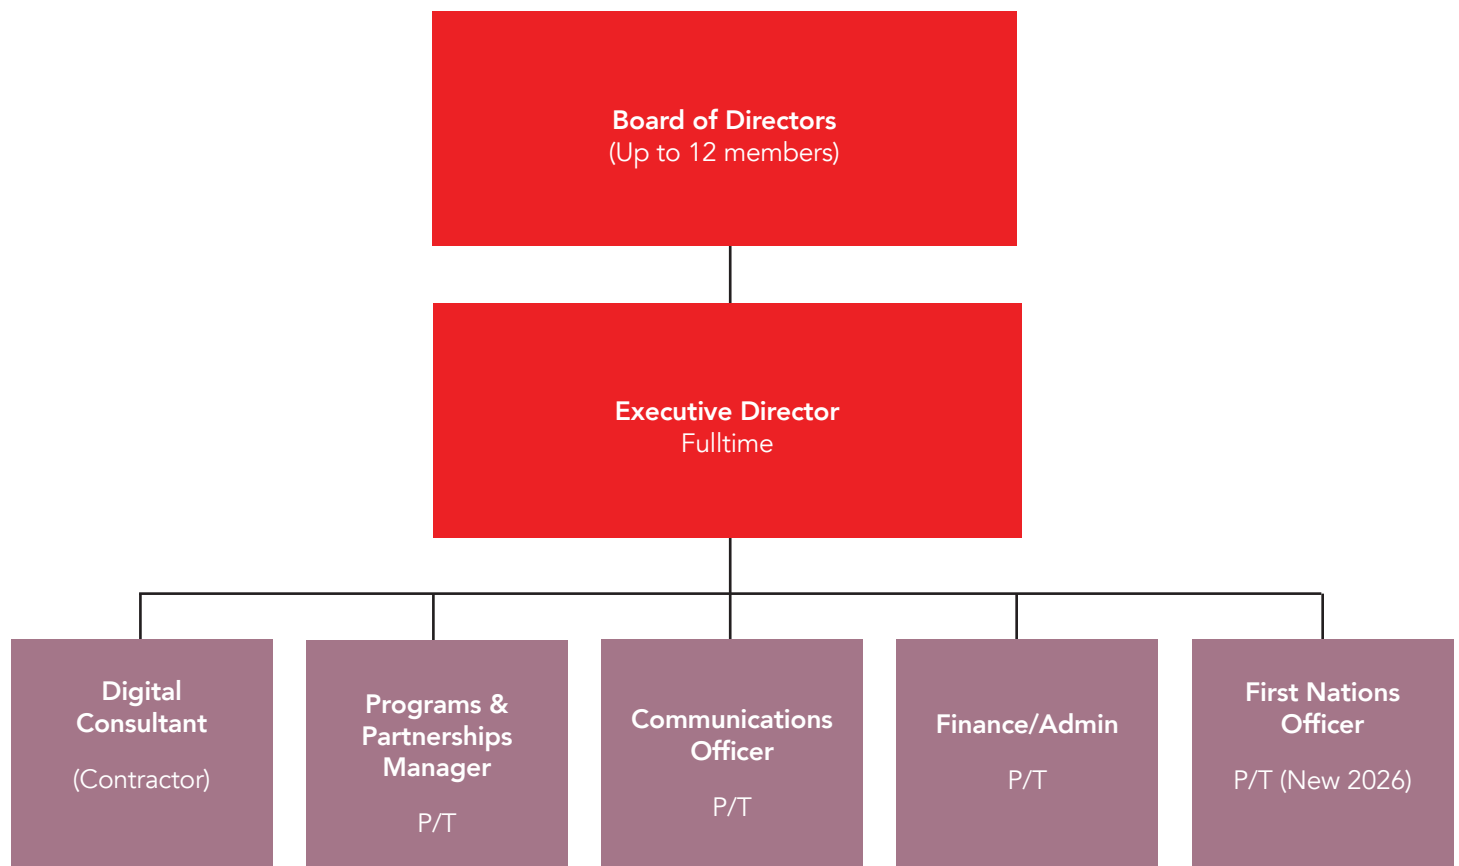 Board of Directors
(Up to 12 members)
Executive Director
Fulltime
Digital
Consultant
(Contractor)
Programs &
Partnerships
Manager
P/T
Communications
Officer
P/T
Finance/Admin
P/T
First Nations
Officer
P/T (New 2026)